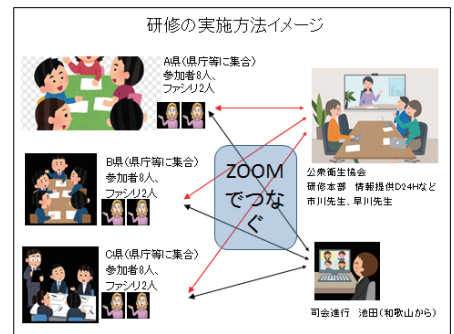 研修の実施方法イメージ
A県(県庁等に集合)
参加者8人、
ファシリ2人
B県(県庁等に集合)
参加者8人、
ファシリ2人
C県(県庁等に集合)
参加者8人、
ファシリ2人
ZOOM
でつな
ぐ
公衆衛生協会
研修本部 情報提供D24Hなど
市川先生、早川先生
司会進行 池田(和歌山から)